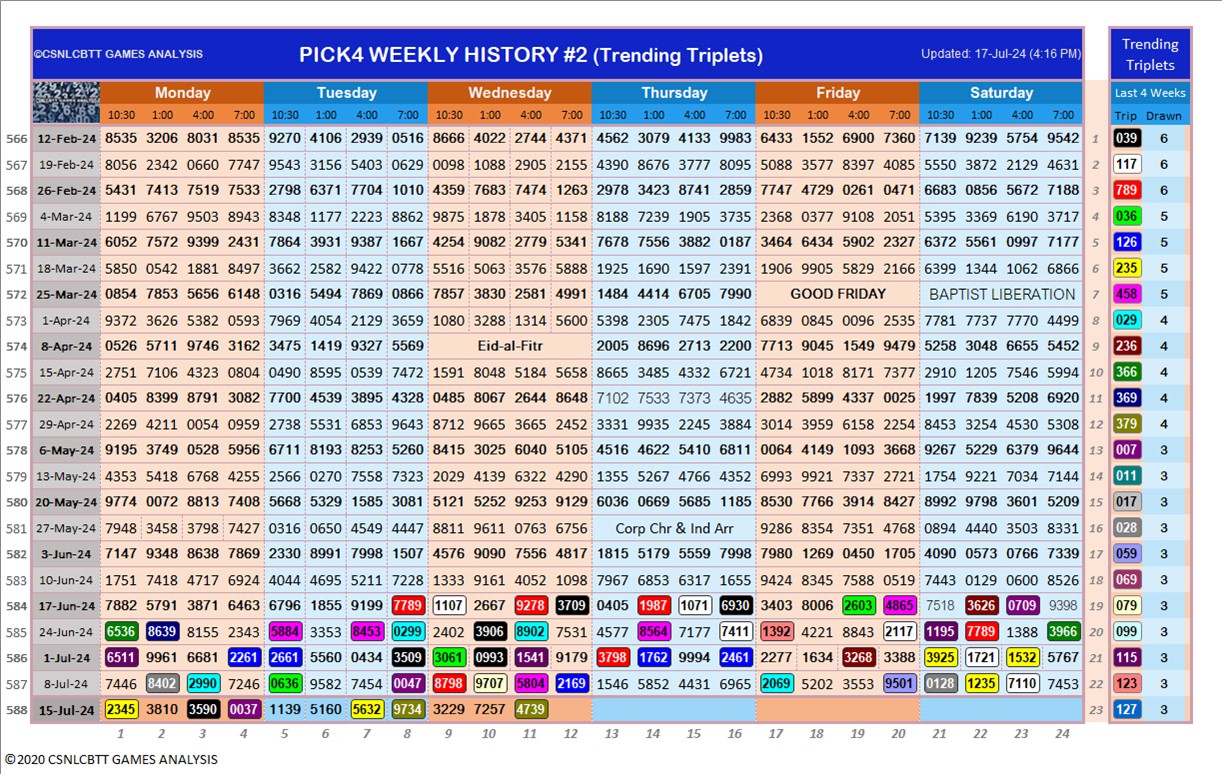 ©CSNLCBTT GAMES ANALYSIS PICK4 WEEKLY HISTORY #2 (Trending Triplets) Updated: 17-Jul-24 (4:16 PM) Trending Triplets
Monday Tuesday Wednesday Thursday Friday Saturday Last 4 Weeks
10:30 1:00 4:00 7:00 10:30 1:00 4:00 7:00 10:30 1:00 4:00 7:00 10:30 1:00 4:00 7:00 10:30 1:00 4:00 7:00 10:30 1:00 4:00 7:00 Trip Drawn
566 12-Feb-24 8535 3206 8031 8535 9270 4106 2939 0516 8666 4022 2744 4371 4562 3079 4133 9983 6433 1552 6900 7360 7139 9239 5754 9542 1 039 6
567 19-Feb-24 8056 2342 0660 7747 9543 3156 5403 0629 0098 1088 2905 2155 4390 8676 3777 8095 5088 3577 8397 4085 5550 3872 2129 4631 2 117 6
568 26-Feb-24 5431 7413 7519 7533 2798 6371 7704 1010 4359 7683 7474 1263 2978 3423 8741 2859 7747 4729 0261 0471 6683 0856 5672 7188 3 789 6
569 4-Mar-24 1199 6767 9503 8943 8348 1177 2223 8862 9875 1878 3405 1158 8188 7239 1905 3735 2368 0377 9108 2051 5395 3369 6190 3717 4 036 5
570 11-Mar-24 6052 7572 9399 2431 7864 3931 9387 1667 4254 9082 2779 5341 7678 7556 3882 0187 3464 6434 5902 2327 6372 5561 0997 7177 5 126 5
571 18-Mar-24 5850 0542 1881 8497 3662 2582 9422 0778 5516 5063 3576 5888 1925 1690 1597 2391 1906 9905 5829 2166 6399 1344 1062 6866 6 235 5
572 25-Mar-24 0854 7853 5656 6148 0316 5494 7869 0866 5857 3830 2581 4991 1484 4414 6705 7990 GOOD FRIDAY BAPTIST LIBERATION 7 458 5
573 1-Apr-24 9372 3626 5382 0593 7969 4054 2129 3659 1080 3288 1314 5600 5398 2305 7475 1842 6839 0845 0096 2535 7781 7737 7770 4499 8 029 4
574 8-Apr-24 0526 5711 9746 3162 3475 1419 9327 5569 Eid-al-Fitr 2005 8696 2713 2200 7713 9045 1549 9479 5258 3048 6655 5452 9 236 4
575 15-Apr-24 2751 7106 4323 0804 0490 8595 0539 7472 1591 8048 5184 5658 8665 3485 4332 6721 4734 1018 8171 7377 2910 1205 7546 5994 10 366 4
576 22-Apr-24 0405 8399 8791 3082 7700 4539 3895 4328 0485 8067 2644 8648 7102 7533 7373 4635 2882 5899 4337 0025 1997 7839 5208 6920 11 369 4
577 29-Apr-24 2269 4211 0054 0959 2738 5531 6853 9643 8712 9665 3665 2452 3331 9935 2245 3884 3014 3959 6158 2254 8453 3254 4530 5308 12 379 4
578 6-May-24 9195 3749 0528 5956 6711 8193 8253 5260 8415 3025 6040 5105 4516 4622 5410 6811 0064 4149 1093 3668 9267 5229 6379 9644 13 007 3
579 13-May-24 4353 5418 6768 4255 2566 0270 7558 7323 2029 4139 6322 4290 1355 5267 4766 4152 6993 9921 7337 2721 1754 9221 7034 7144 14 011 3
580 20-May-24 9774 0072 8813 7408 5668 5329 1585 3081 5121 5252 9253 9129 6036 0669 5685 1185 8530 7766 3914 8427 8992 9798 3601 5209 15 017 3
581 27-May-24 7948 3458 3798 7427 0316 0650 4549 4447 8811 9611 0763 6756 Corp Chr & Ind Arr 9286 8354 7351 4768 0894 4440 3503 8331 16 028 3
582 3-Jun-24 7147 9348 8638 7869 2330 8991 7998 1507 4576 9090 7556 4817 1815 5179 5559 7998 7980 1269 0450 1705 4090 0573 0766 7339 17 059 3
583 10-Jun-24 1751 7418 4717 6924 4044 4695 5211 7228 1333 9161 4052 1098 7967 6853 6317 1655 9424 8345 7588 0519 7443 0129 0600 8526 18 069 3
584 17-Jun-24 7882 5791 3871 6463 6796 1855 9199 7789 1107 2667 9278 3709 0405 1987 1071 6930 3403 8006 2603 4865 7518 3626 0709 9398 19 079 3
585 24-Jun-24 6536 8639 8155 2343 5884 3353 8453 0299 2402 3906 8902 7531 4577 8564 7177 7411 1392 4221 8843 2117 1195 7789 1388 3966 20 099 3
586 1-Jul-24 6511 9961 6681 2261 2661 5560 0434 3509 3061 0993 1541 9179 3798 1762 9994 2461 2277 1634 3268 3388 3925 1721 1532 5767 21 115 3
587 8-Jul-24 7446 8402 2990 7246 0636 9582 7454 0047 8798 9707 5804 2169 1546 5852 4431 1665 2069 5202 3553 9501 0128 1235 7110 7453 22 123 3
588 15-Jul-24 2345 3810 3590 0037 1139 5160 5632 9734 3229 7257 4739 23 127 3
1 2 3 4 5 6 7 8 9 10 11 12 13 14 15 16 17 18 19 20 21 22 23 24
©2020 CSNLCBTT GAMES ANALYSIS